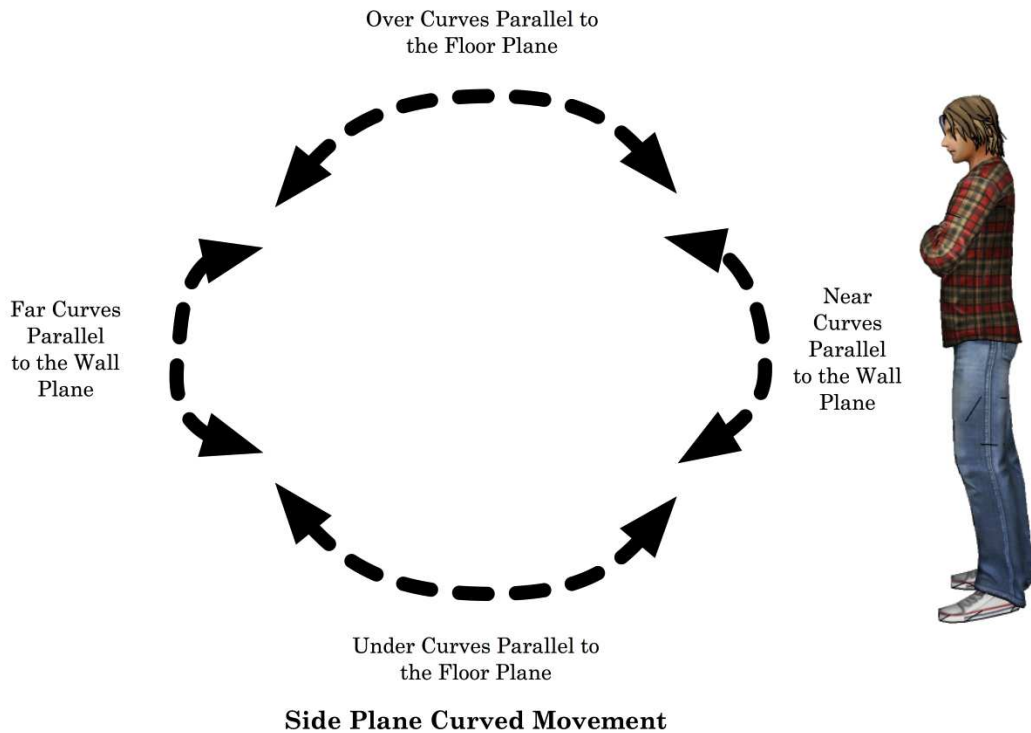 Over Curves Parallel to
the Floor Plane
Far Curves
Parallel
to the Wall
Plane
Near
Curves
Parallel
to the Wall
Plane
Under Curves Parallel to
the Floor Plane
Side Plane Curved Movement